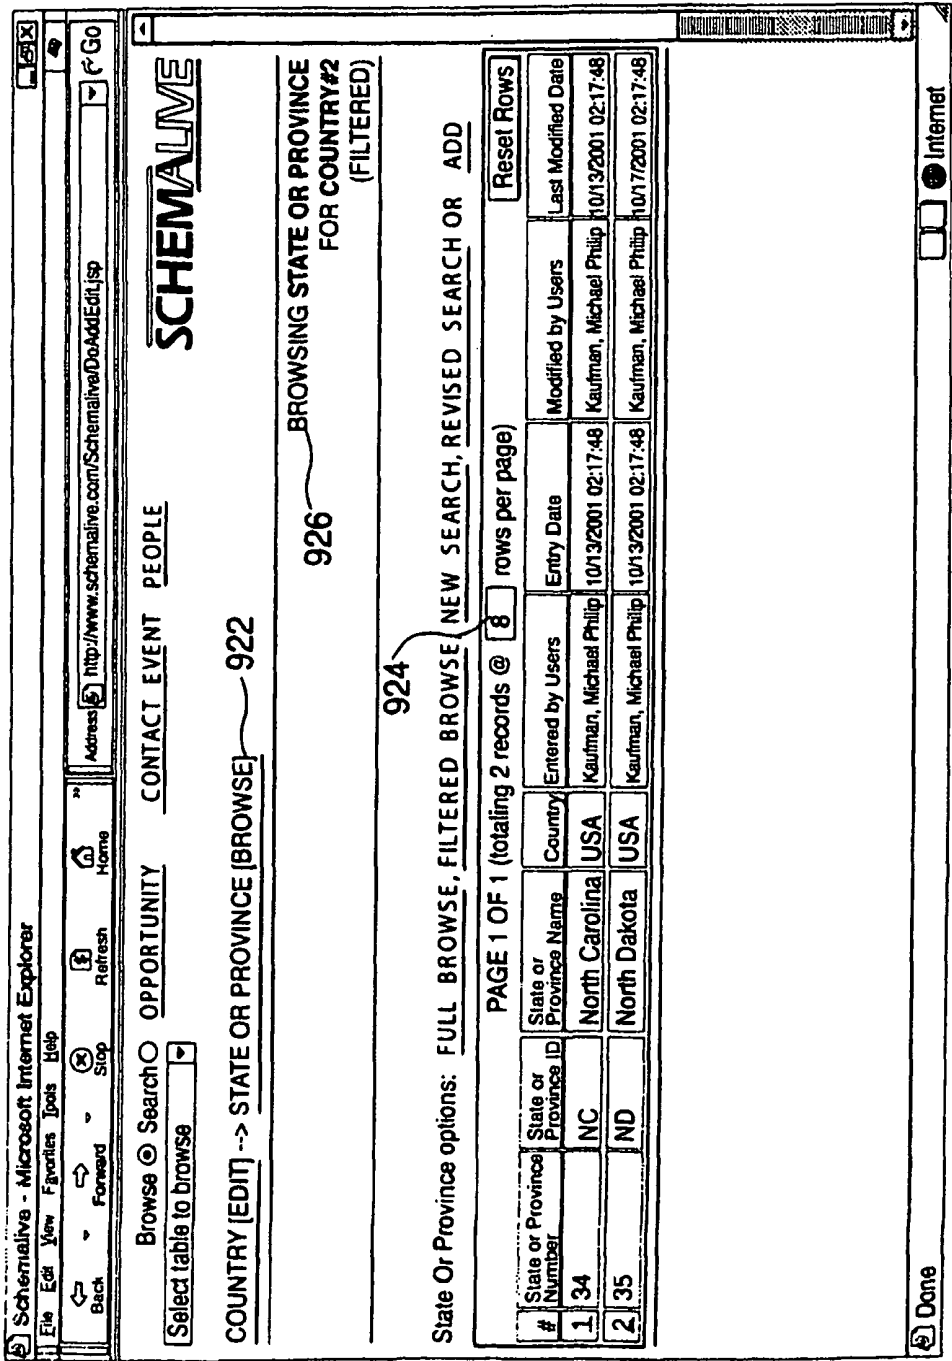 Schemalive - Microsoft Internet Explorer
File Edit View Favorites Tools Help
Back Forward Stop Refresh Home » Address http://www.schemalive.com/Schemalive/DoAddEdit.jsp Go
Browse Search OPPORTUNITY CONTACT EVENT PEOPLE
SCHEMALIVE
Select table to browse
COUNTRY [EDIT] --> STATE OR PROVINCE [BROWSE] 922
926 BROWSING STATE OR PROVINCE
FOR COUNTRY#2
(FILTERED)
924
State Or Province options: FULL BROWSE, FILTERED BROWSE, NEW SEARCH, REVISED SEARCH OR ADD
PAGE 1 OF 1 (totaling 2 records @ 8 rows per page) Reset Rows
# State or Province Number State or Province ID State or Province Name Country Entered by Users Entry Date Modified by Users Last Modified Date
1 34 NC North Carolina USA Kaufman, Michael Philip 10/13/2001 02:17:48 Kaufman, Michael Philip 10/13/2001 02:17:48
2 35 ND North Dakota USA Kaufman, Michael Philip 10/13/2001 02:17:48 Kaufman, Michael Philip 10/17/2001 02:17:48
Done Internet